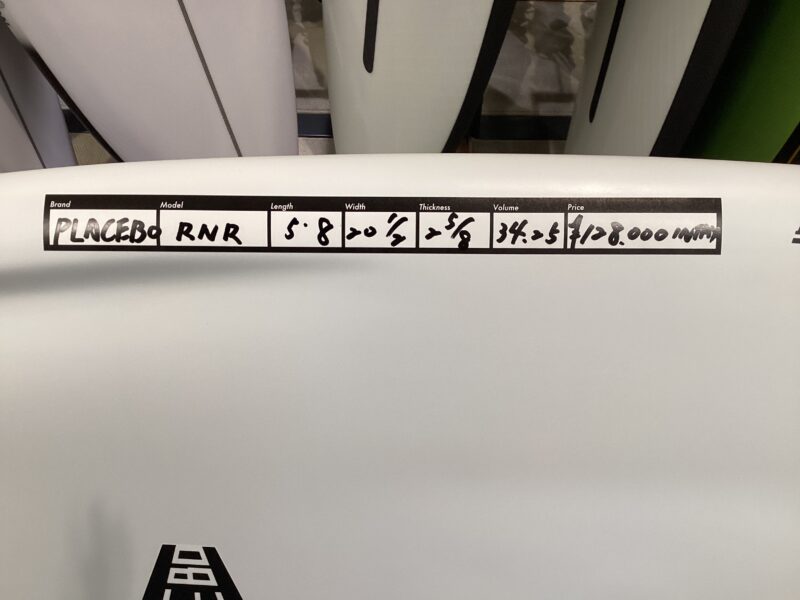 Brand Model Length Width Thickness Volume Price
PLACEBO RNR 5.8 20 1/2 2 5/8 34.25 ¥128.000
EBO